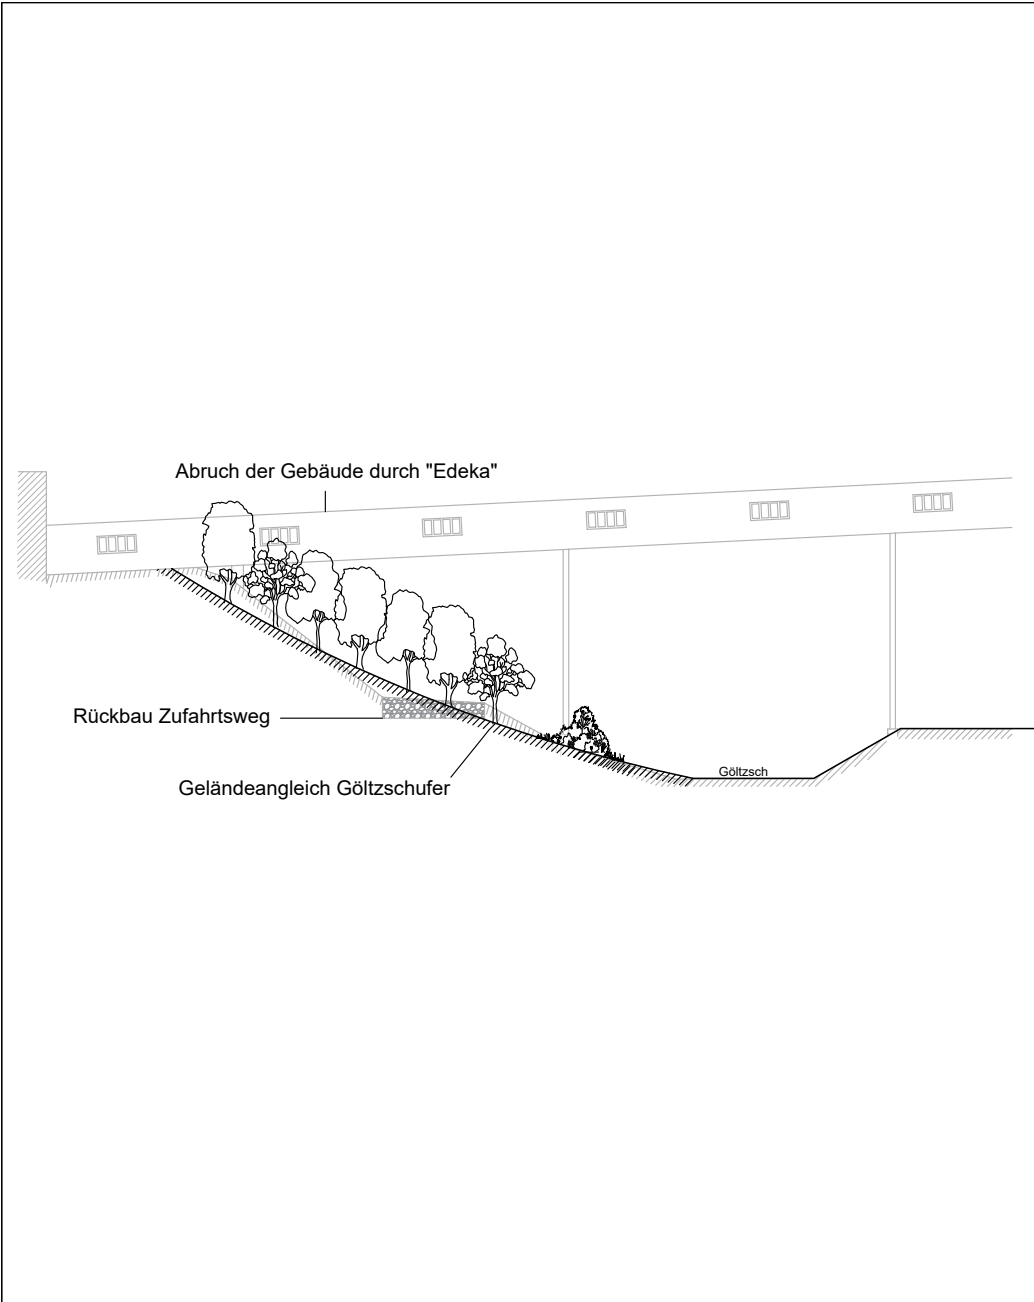 Abruch der Gebäude durch "Edeka"
Rückbau Zufahrtsweg
Göltzsch
Geländeangleich Göltzschufer